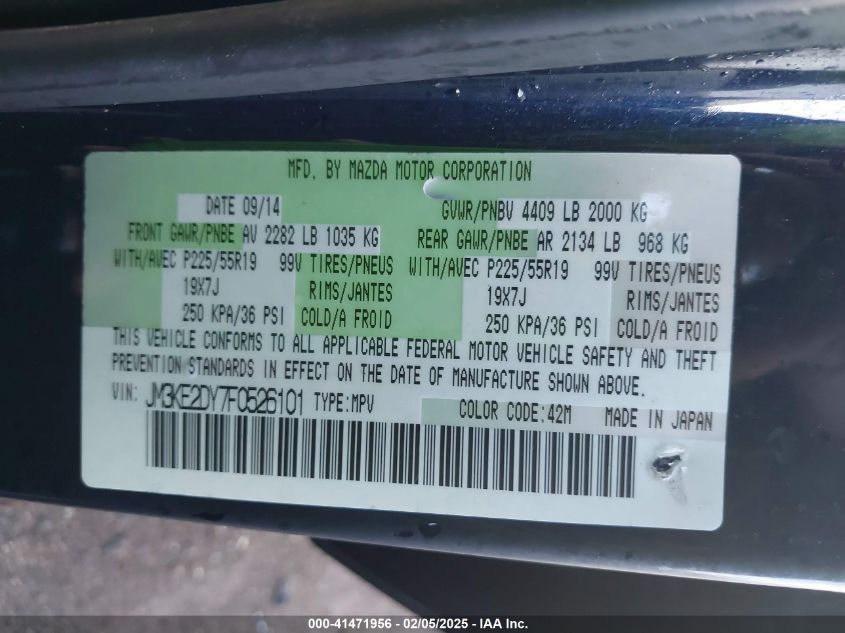 MFD. BY MAZDA MOTOR CORPORATION
DATE 09/14 GVWR/PNBV 4409 LB 2000 KG
FRONT GAWR/PNBE AV 2282 LB 1035 KG REAR GAWR/PNBE AR 2134 LB 968 KG
WITH/AVEC P225/55R19 99V TIRES/PNEUS WITH/AVEC P225/55R19 99V TIRES/PNEUS
19X7J RIMS/JANTES 19X7J RIMS/JANTES
250 KPA/36 PSI COLD/A FROID 250 KPA/36 PSI COLD/A FROID
THIS VEHICLE CONFORMS TO ALL APPLICABLE FEDERAL MOTOR VEHICLE SAFETY AND THEFT
PREVENTION STANDARDS IN EFFECT ON THE DATE OF MANUFACTURE SHOWN ABOVE.
VIN: JM3KE2DY7F0526101 TYPE:MPV COLOR CODE:42M MADE IN JAPAN
000-41471956 - 02/05/2025 - IAA Inc.